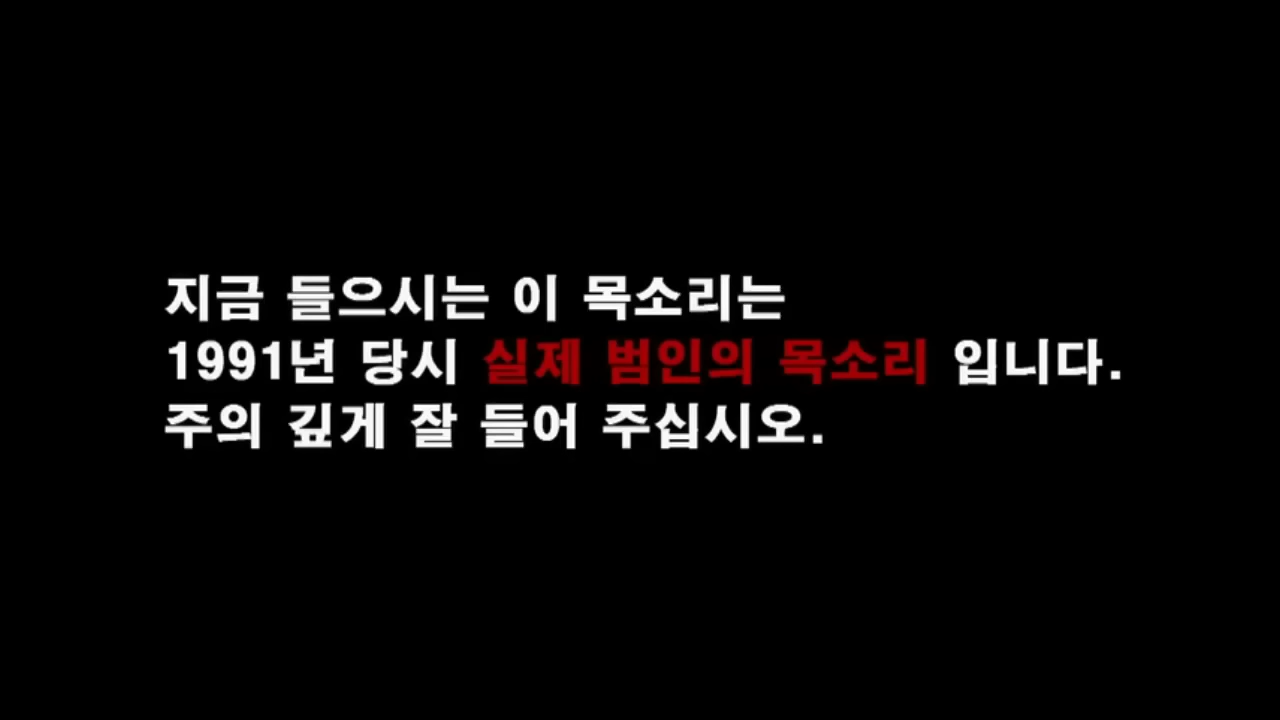 지금 들으시는 이 목소리는
1991년 당시 실제 범인의 목소리 입니다.
주의 깊게 잘 들어 주십시오.